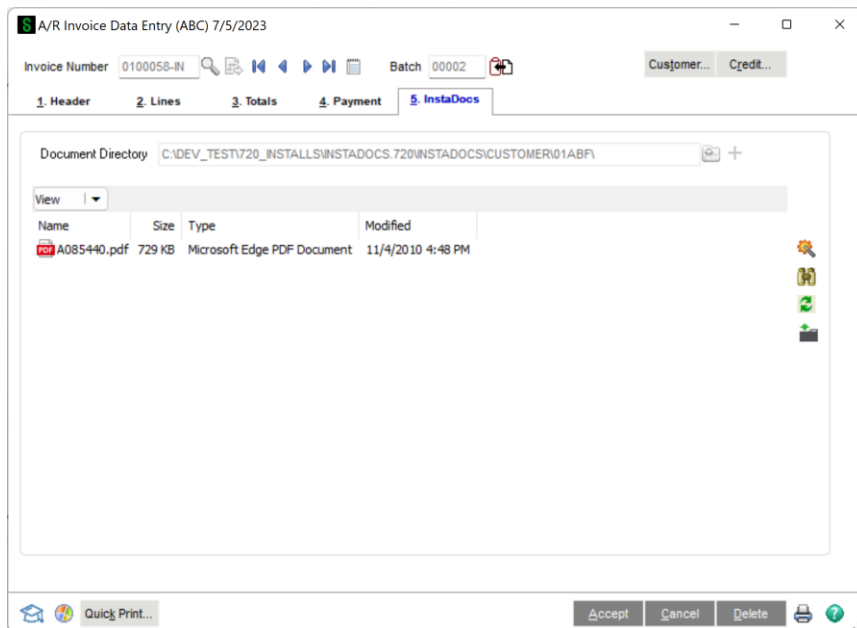 S A/R Invoice Data Entry (ABC) 7/5/2023
Invoice Number 0100058-IN Batch 00002 Customer... Credit...
1. Header 2. Lines 3. Totals 4. Payment 5. InstaDocs
Document Directory C:\DEV_TEST\720_INSTALLS\INSTADOCS.720\INSTADOCS\CUSTOMER\01ABF\
View
Name Size Type Modified
PDF A085440.pdf 729 KB Microsoft Edge PDF Document 11/4/2010 4:48 PM
Quick Print... Accept Cancel Delete ?